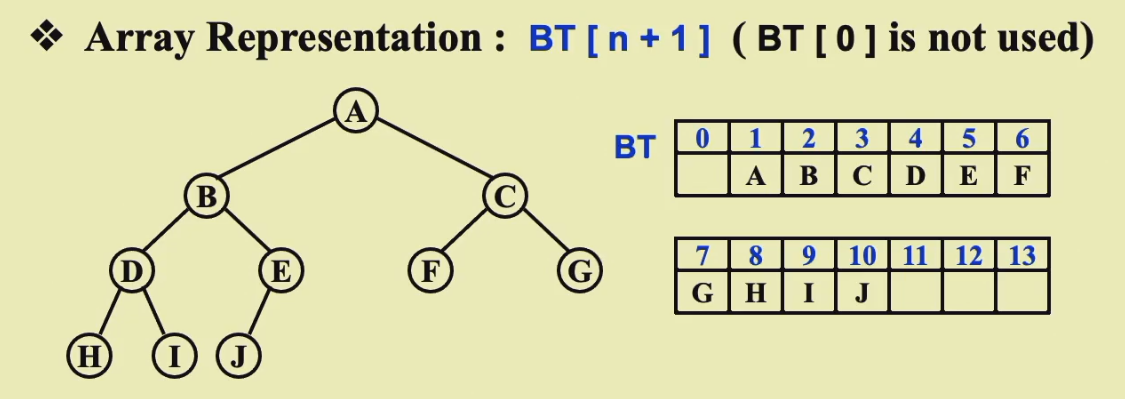 ❖ Array Representation : BT [ n + 1 ] ( BT [ 0 ] is not used)
A
B C
D E F G
H I J
BT 0 1 2 3 4 5 6
A B C D E F
7 8 9 10 11 12 13
G H I J